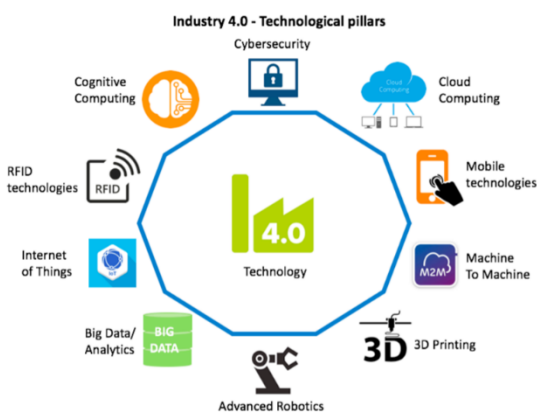 Industry 4.0 - Technological pillars
Cybersecurity
Cognitive
Computing
Cloud
Computing
Cloud
Computing
RFID
technologies
RFID
Mobile
technologies
4.0
Technology
Internet
of Things
IoT
M2M
Machine
To Machine
Big Data/
Analytics
BIG
DATA
3D
3D Printing
Advanced Robotics